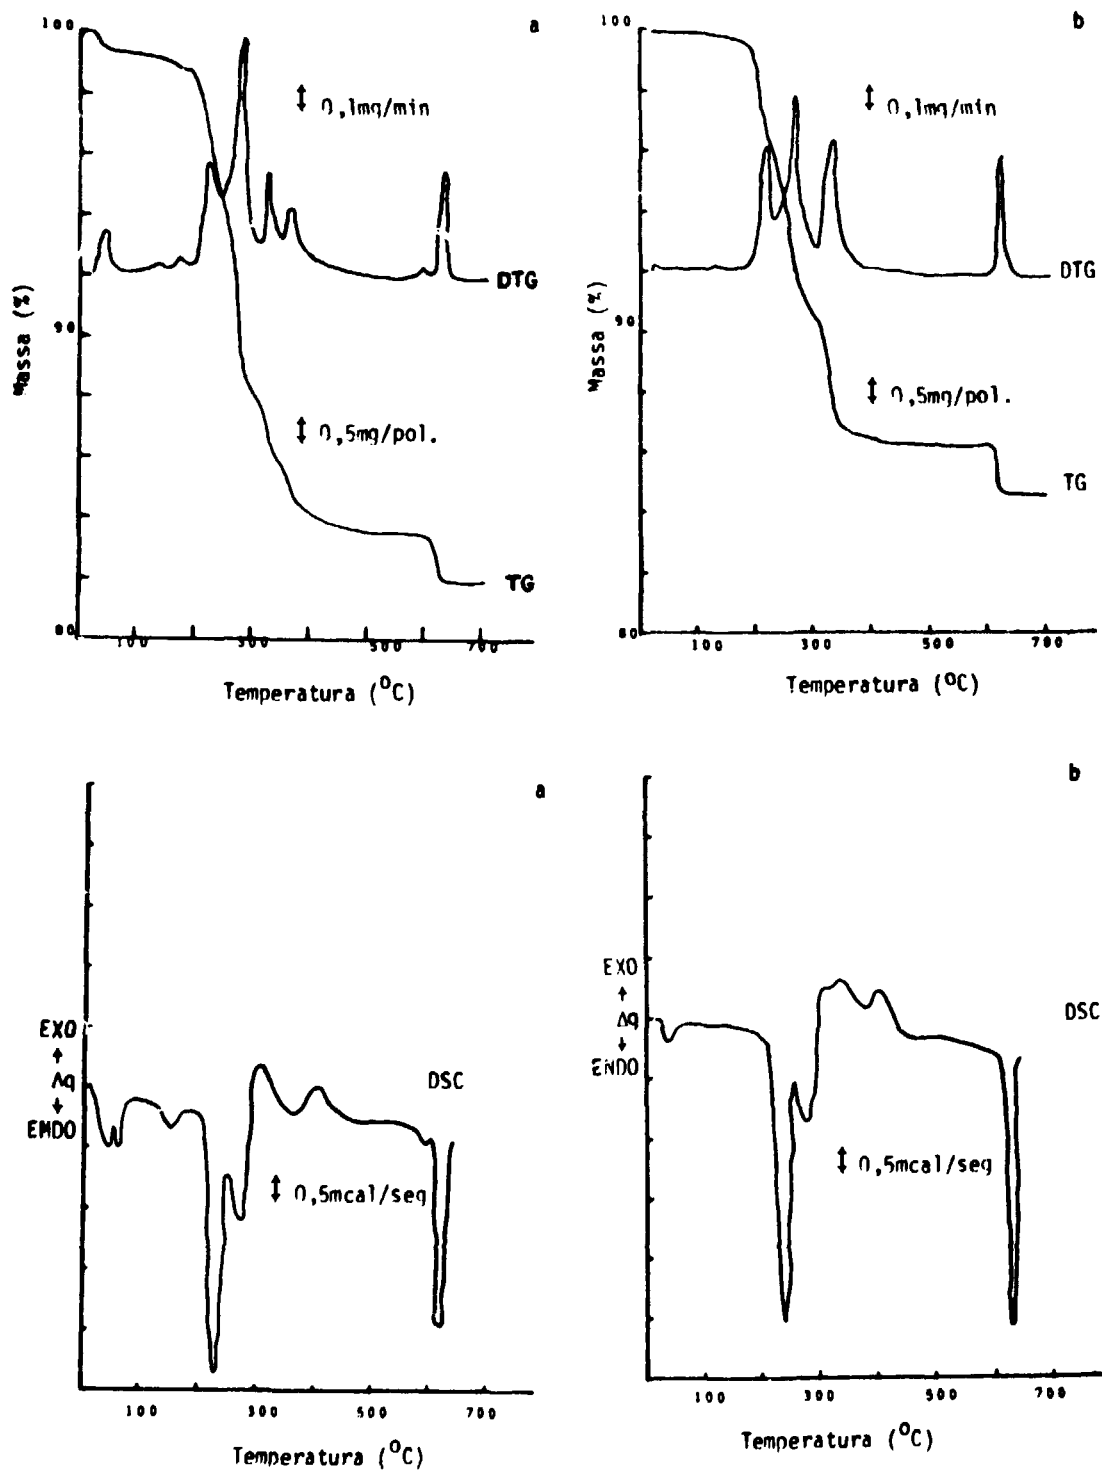 a
100
0,1mg/min
DTG
90
Massa (%)
0,5mg/pol.
TG
80
100 300 500 700
Temperatura (°C)
b
100
0,1mg/min
DTG
90
Massa (%)
0,5mg/pol.
TG
80
100 300 500 700
Temperatura (°C)
a
EXO
Δq
ENDO
DSC
0,5mcal/seg
100 300 500 700
Temperatura (°C)
b
EXO
Δq
ENDO
DSC
0,5mcal/seg
100 300 500 700
Temperatura (°C)